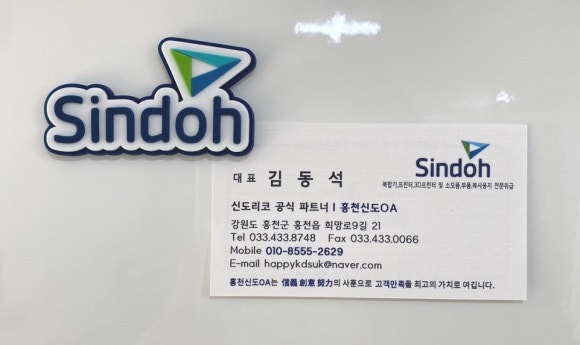 Sindoh
Sindoh
복합기,프린터,3D프린터 및 소모품,부품,복사용지 전문취급
대표 김동석
신도리코 공식 파트너 I 홍천신도OA
강원도 홍천군 홍천읍 희망로9길 21
Tel 033.433.8748 Fax 033.433.0066
Mobile 010-8555-2629
E-mail happykdsuk@naver.com
홍천신도OA는 信義 創意 努力의 사훈으로 고객만족을 최고의 가치로 여깁니다.